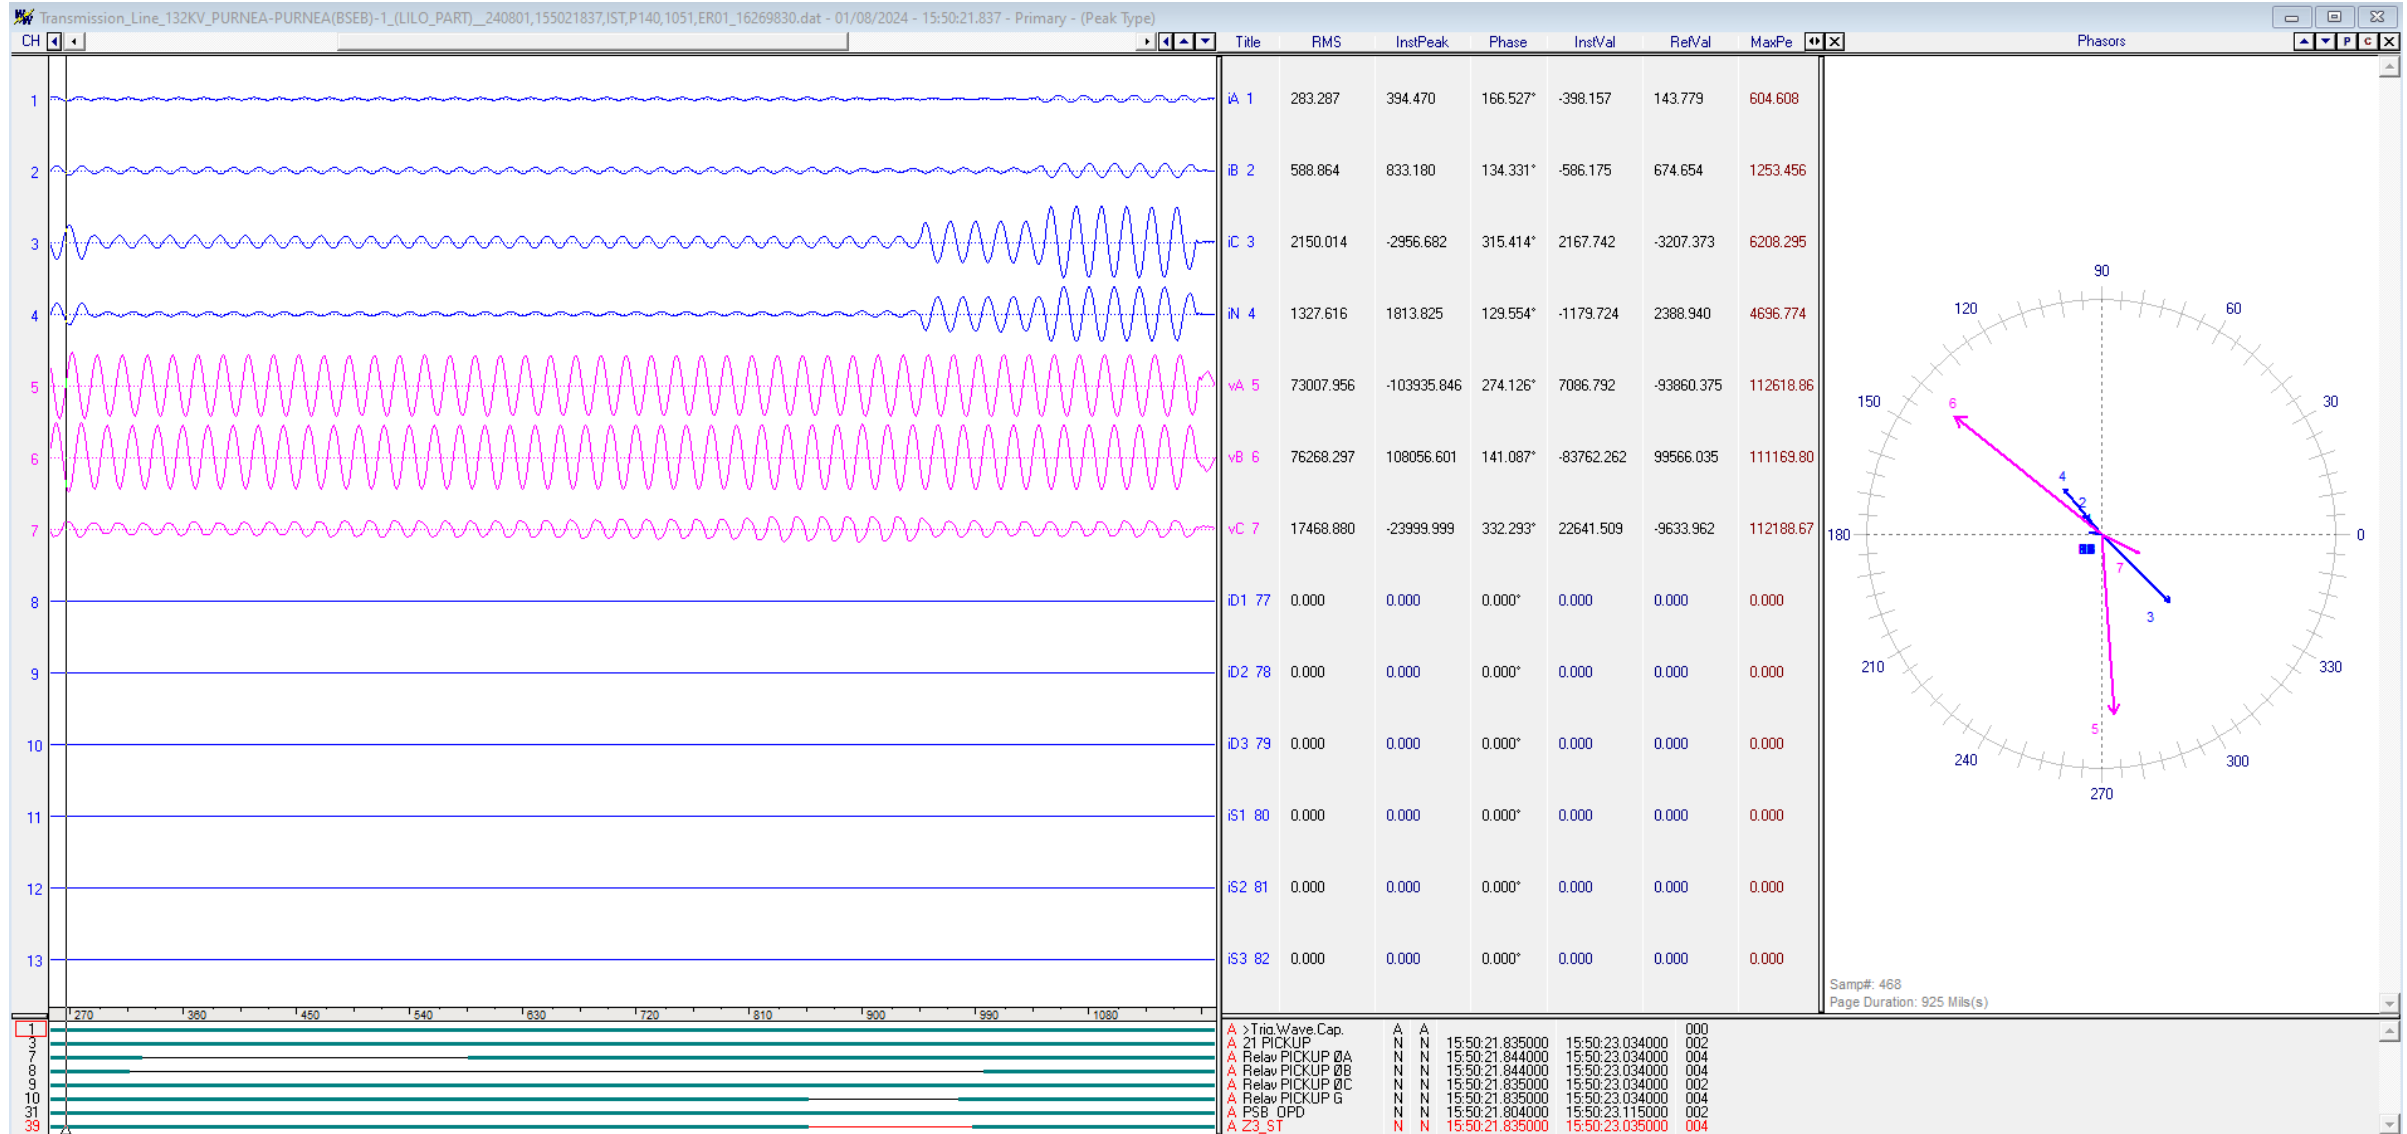 Transmission_Line_132KV_PURNEA-PURNEA(BSEB)-1_(LILO_PART)__240801,155021837,IST,P140,1051,ER01_16269830.dat - 01/08/2024 - 15:50:21.837 - Primary - (Peak Type)
CH Title RMS InstPeak Phase InstVal RefVal MaxPe Phasors P C X
1 iA 1 283.287 394.470 166.527° -398.157 143.779 604.608
2 iB 2 588.864 833.180 134.331° -586.175 674.654 1253.456
3 iC 3 2150.014 -2956.682 315.414° 2167.742 -3207.373 6208.295
4 iN 4 1327.616 1813.825 129.554° -1179.724 2388.940 4696.774
5 vA 5 73007.956 -103935.846 274.126° 7086.792 -93860.375 112618.86
6 vB 6 76268.297 108056.601 141.087° -83762.262 99566.035 111169.80
7 vC 7 17468.880 -23999.999 332.293° 22641.509 -9633.962 112188.67
8 iD1 77 0.000 0.000 0.000° 0.000 0.000 0.000
9 iD2 78 0.000 0.000 0.000° 0.000 0.000 0.000
10 iD3 79 0.000 0.000 0.000° 0.000 0.000 0.000
11 iS1 80 0.000 0.000 0.000° 0.000 0.000 0.000
12 iS2 81 0.000 0.000 0.000° 0.000 0.000 0.000
13 iS3 82 0.000 0.000 0.000° 0.000 0.000 0.000
90
120 60
150 30
180 0
210 330
240 300
270
6
4
2
7
3
5
Samp#: 468
Page Duration: 925 Mils(s)
270 360 450 540 630 720 810 900 990 1080
1 A >Trig.Wave.Cap. A A 000
3 A 21 PICKUP N N 15:50:21.835000 15:50:23.034000 002
7 A Relay PICKUP ØA N N 15:50:21.844000 15:50:23.034000 004
8 A Relay PICKUP ØB N N 15:50:21.844000 15:50:23.034000 004
9 A Relay PICKUP ØC N N 15:50:21.835000 15:50:23.034000 002
10 A Relay PICKUP G N N 15:50:21.835000 15:50:23.034000 004
31 A PSB_OPD N N 15:50:21.804000 15:50:23.115000 002
39 A Z3_ST N N 15:50:21.835000 15:50:23.035000 004